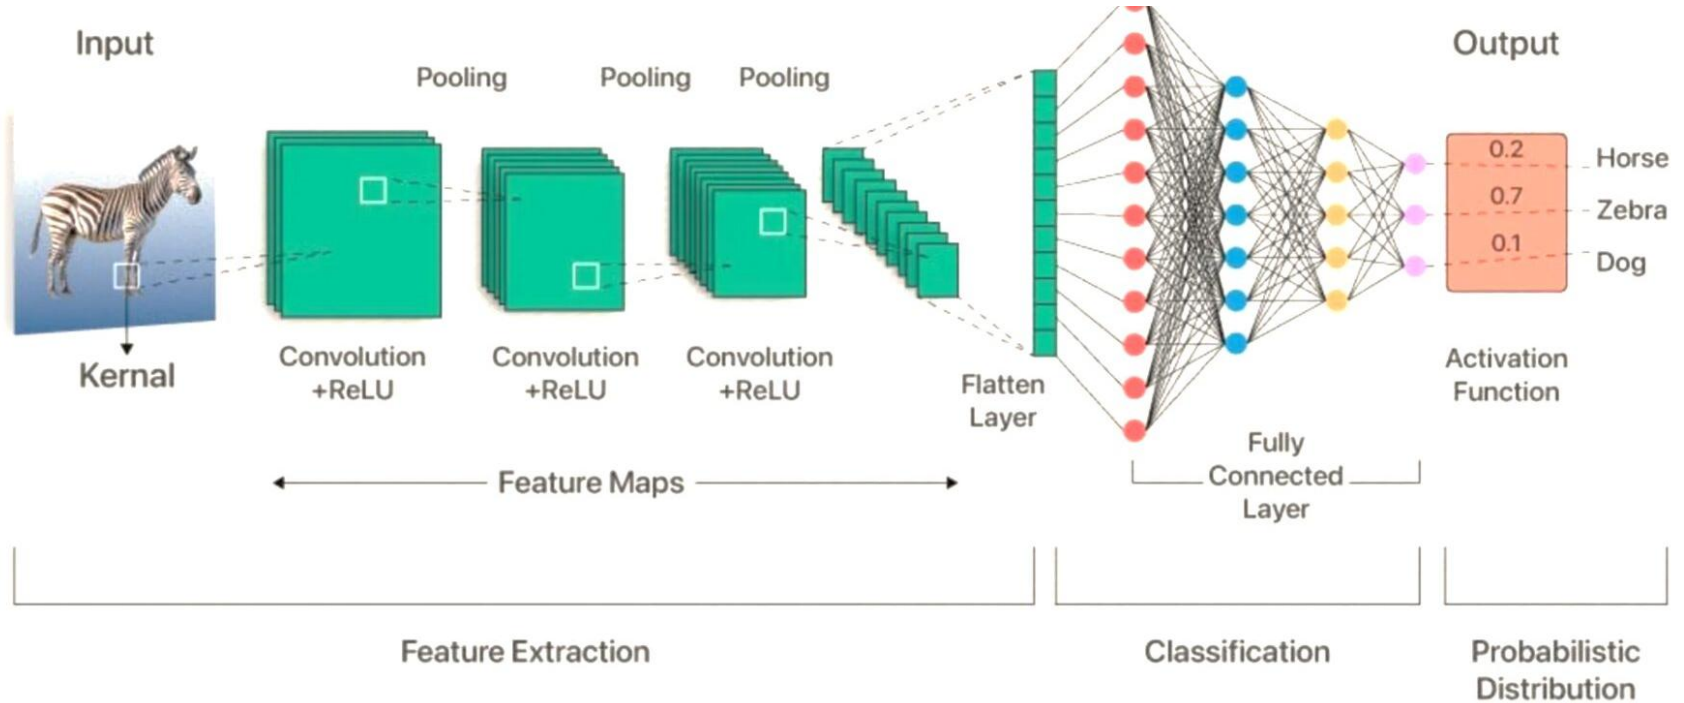 Input
Output
Pooling
Pooling
Pooling
0.2
Horse
0.7
Zebra
0.1
Dog
Kernal
Convolution
+ReLU
Convolution
+ReLU
Convolution
+ReLU
Flatten
Layer
Activation
Function
Feature Maps
Fully
Connected
Layer
Feature Extraction
Classification
Probabilistic
Distribution